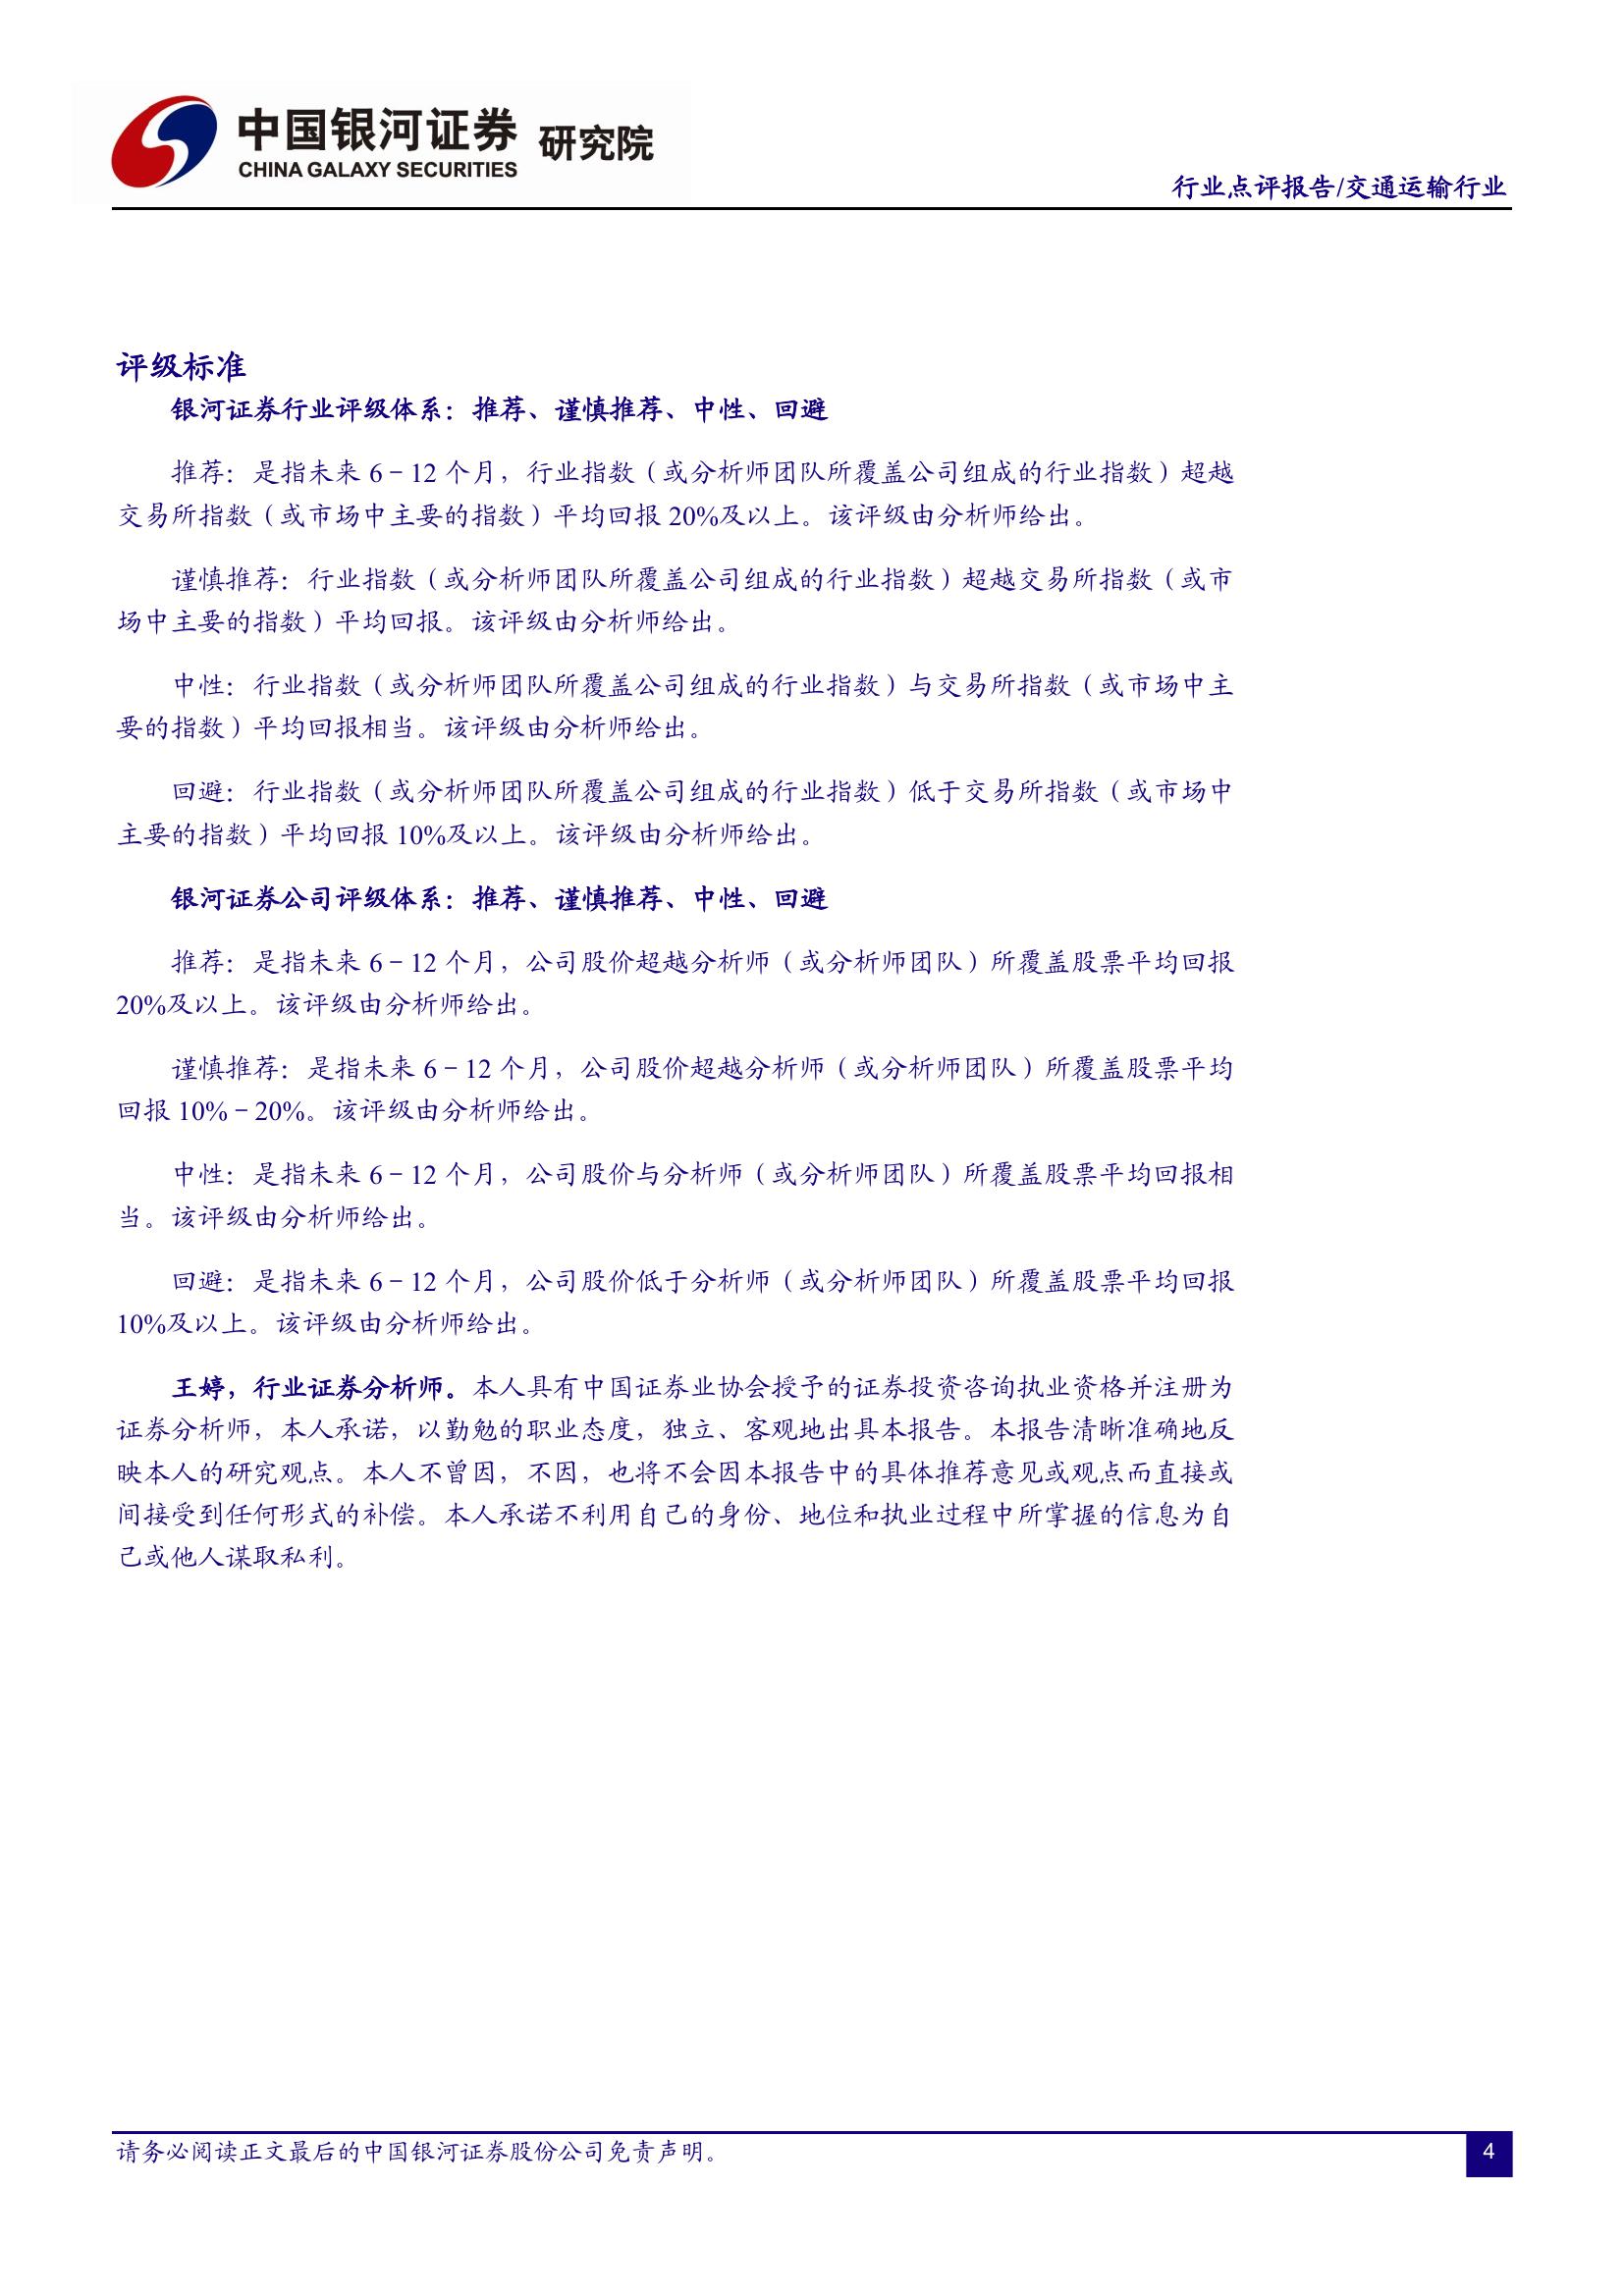 中国银河证券 研究院
CHINA GALAXY SECURITIES
行业点评报告/交通运输行业
评级标准
银河证券行业评级体系：推荐、谨慎推荐、中性、回避
推荐：是指未来 6－12 个月，行业指数（或分析师团队所覆盖公司组成的行业指数）超越
交易所指数（或市场中主要的指数）平均回报 20%及以上。该评级由分析师给出。
谨慎推荐：行业指数（或分析师团队所覆盖公司组成的行业指数）超越交易所指数（或市
场中主要的指数）平均回报。该评级由分析师给出。
中性：行业指数（或分析师团队所覆盖公司组成的行业指数）与交易所指数（或市场中主
要的指数）平均回报相当。该评级由分析师给出。
回避：行业指数（或分析师团队所覆盖公司组成的行业指数）低于交易所指数（或市场中
主要的指数）平均回报 10%及以上。该评级由分析师给出。
银河证券公司评级体系：推荐、谨慎推荐、中性、回避
推荐：是指未来 6－12 个月，公司股价超越分析师（或分析师团队）所覆盖股票平均回报
20%及以上。该评级由分析师给出。
谨慎推荐：是指未来 6－12 个月，公司股价超越分析师（或分析师团队）所覆盖股票平均
回报 10%－20%。该评级由分析师给出。
中性：是指未来 6－12 个月，公司股价与分析师（或分析师团队）所覆盖股票平均回报相
当。该评级由分析师给出。
回避：是指未来 6－12 个月，公司股价低于分析师（或分析师团队）所覆盖股票平均回报
10%及以上。该评级由分析师给出。
王婷，行业证券分析师。本人具有中国证券业协会授予的证券投资咨询执业资格并注册为
证券分析师，本人承诺，以勤勉的职业态度，独立、客观地出具本报告。本报告清晰准确地反
映本人的研究观点。本人不曾因，不因，也将不会因本报告中的具体推荐意见或观点而直接或
间接受到任何形式的补偿。本人承诺不利用自己的身份、地位和执业过程中所掌握的信息为自
己或他人谋取私利。
请务必阅读正文最后的中国银河证券股份公司免责声明。
4